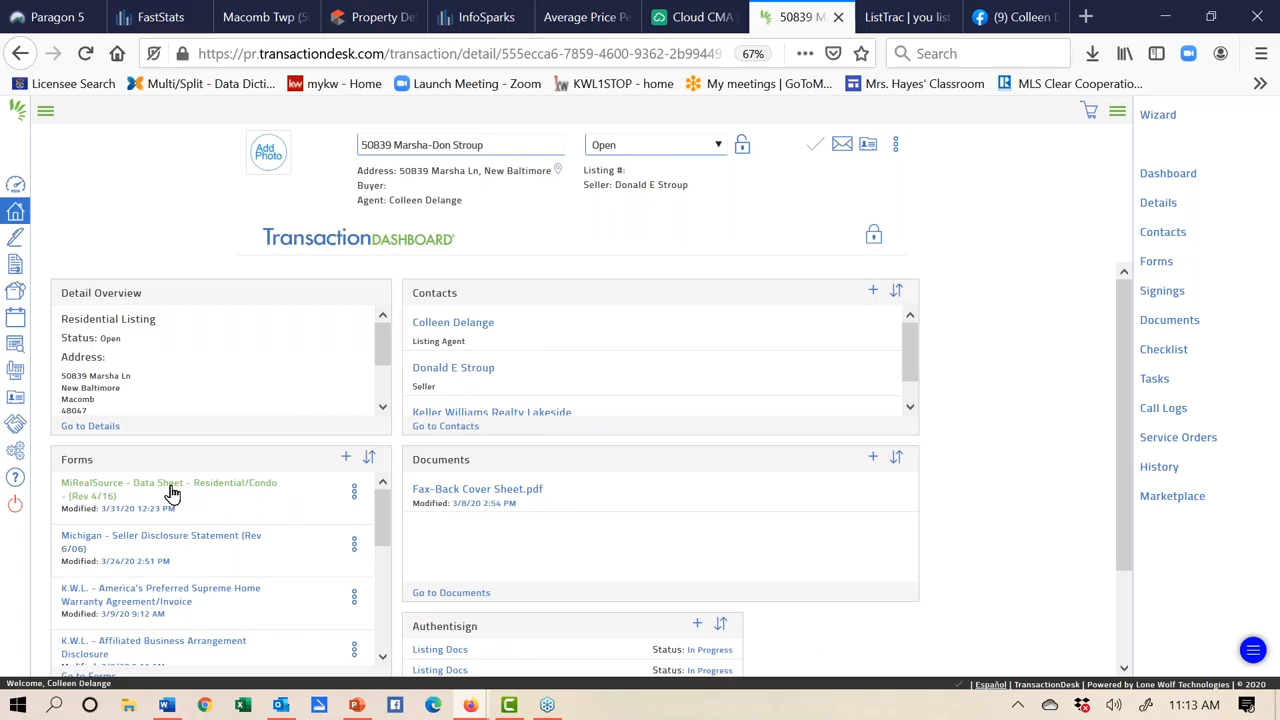 Paragon 5
FastStats
Macomb Twp (
Property De
InfoSparks
Average Price Pe
Cloud CMA
50839 M
ListTrac | you list
(9) Colleen D
https://pr.transactiondesk.com/transaction/detail/555ecca6-7859-4600-9362-2b99449
67%
Search
Licensee Search
Multi/Split - Data Dicti...
mykw - Home
Launch Meeting - Zoom
KWL1STOP - home
My meetings | GoToM...
Mrs. Hayes' Classroom
MLS Clear Cooperatio...
Add
Photo
50839 Marsha-Don Stroup
Open
Address: 50839 Marsha Ln, New Baltimore
Buyer:
Agent: Colleen Delange
Listing #:
Seller: Donald E Stroup
TransactionDASHBOARD
Wizard
Dashboard
Details
Contacts
Forms
Signings
Documents
Checklist
Tasks
Call Logs
Service Orders
History
Marketplace
Detail Overview
Residential Listing
Status: Open
Address:
50839 Marsha Ln
New Baltimore
Macomb
48047
Go to Details
Contacts
Colleen Delange
Listing Agent
Donald E Stroup
Seller
Keller Williams Realty Lakeside
Go to Contacts
Forms
MiRealSource - Data Sheet - Residential/Condo
- (Rev 4/16)
Modified: 3/31/20 12:23 PM
Michigan - Seller Disclosure Statement (Rev
6/06)
Modified: 3/24/20 2:51 PM
K.W.L. - America's Preferred Supreme Home
Warranty Agreement/Invoice
Modified: 3/9/20 9:12 AM
K.W.L. - Affiliated Business Arrangement
Disclosure
Go to Forms
Documents
Fax-Back Cover Sheet.pdf
Modified: 3/8/20 2:54 PM
Go to Documents
Authentisign
Listing Docs
Status: In Progress
Listing Docs
Status: In Progress
Welcome, Colleen Delange
| Español | TransactionDesk | Powered by Lone Wolf Technologies | © 2020
11:13 AM